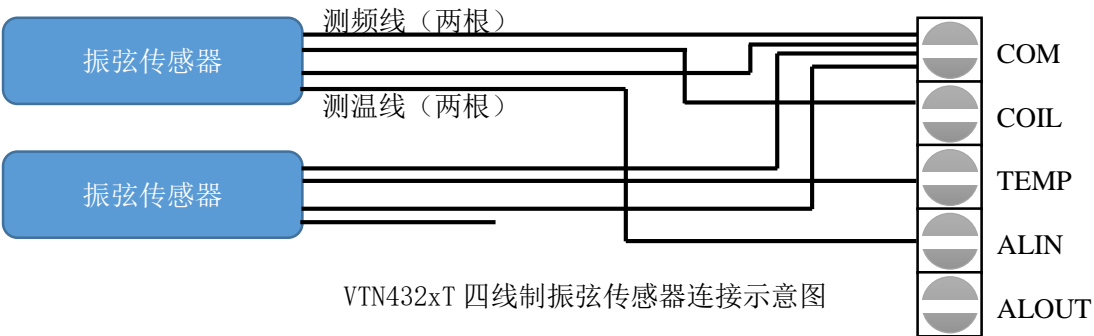 测频线（两根）
振弦传感器
测温线（两根）
振弦传感器
VTN432xT 四线制振弦传感器连接示意图
COM
COIL
TEMP
ALIN
ALOUT